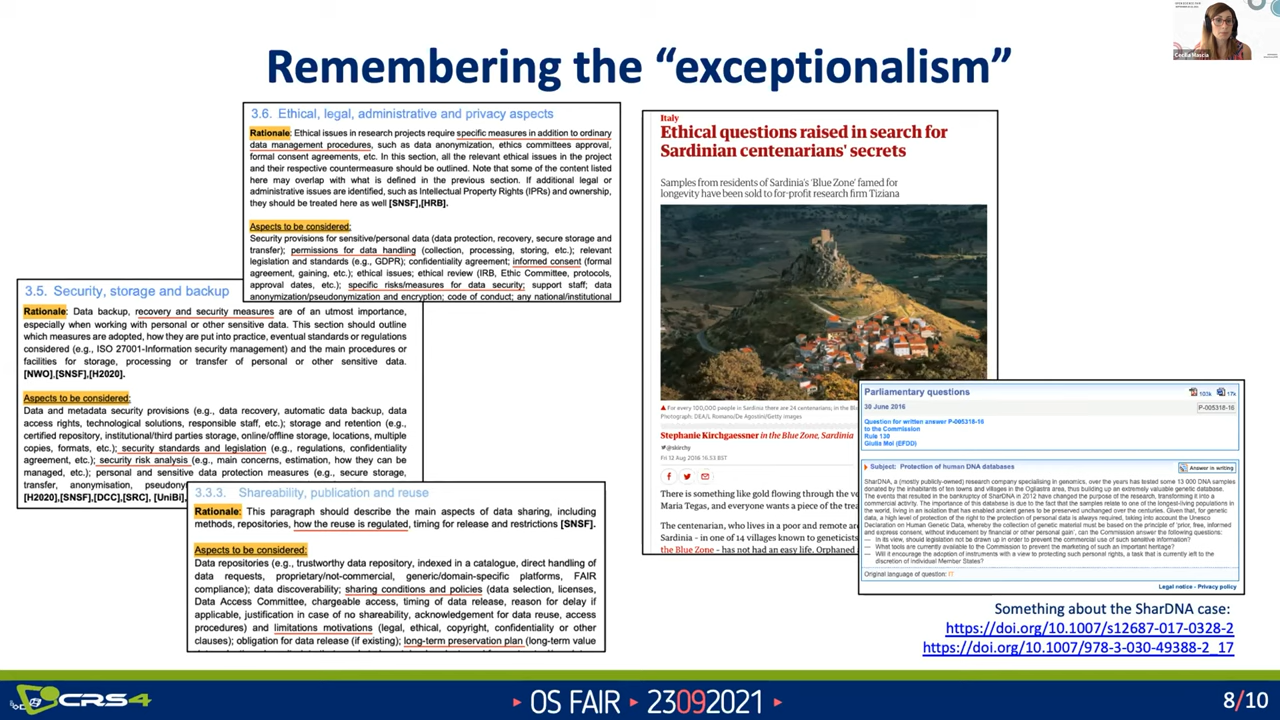 Remembering the “exceptionalism”
Cecilia Mascia
3.6. Ethical, legal, administrative and privacy aspects
Rationale: Ethical issues in research projects require specific measures in addition to ordinary
data management procedures, such as data anonymization, ethics committees approval,
formal consent agreements, etc. In this section, all the relevant ethical issues in the project
and their respective countermeasure should be outlined. Note that some of the content listed
here may overlap with what is defined in the previous section. If additional legal or
administrative issues are identified, such as Intellectual Property Rights (IPRs) and ownership,
they should be treated here as well [SNSF],[HRB].
Aspects to be considered:
Security provisions for sensitive/personal data (data protection, recovery, secure storage and
transfer); permissions for data handling (collection, processing, storing, etc.); relevant
legislation and standards (e.g., GDPR); confidentiality agreement; informed consent (formal
agreement, gaining, etc.); ethical issues; ethical review (IRB, Ethic Committee, protocols,
approval dates, etc.); specific risks/measures for data security; support staff; data
anonymization/pseudonymization and encryption; code of conduct; any national/institutional
3.5. Security, storage and backup
Rationale: Data backup, recovery and security measures are of an utmost importance,
especially when working with personal or other sensitive data. This section should outline
which measures are adopted, how they are put into practice, eventual standards or regulations
considered (e.g., ISO 27001-Information security management) and the main procedures or
facilities for storage, processing or transfer of personal or other sensitive data.
[NWO],[SNSF],[H2020].
Aspects to be considered:
Data and metadata security provisions (e.g., data recovery, automatic data backup, data
access rights, technological solutions, responsible staff, etc.); storage and retention (e.g.,
certified repository, institutional/third parties storage, online/offline storage, locations, multiple
copies, formats, etc.); security standards and legislation (e.g., regulations, confidentiality
agreement, etc.); security risk analysis (e.g., main concerns, estimation, how they can be
managed, etc.); personal and sensitive data protection measures (e.g., secure storage,
transfer, anonymisation, pseudony
[H2020],[SNSF],[DCC],[SRC], [UniBi],
3.3.3. Shareability, publication and reuse
Rationale: This paragraph should describe the main aspects of data sharing, including
methods, repositories, how the reuse is regulated, timing for release and restrictions [SNSF].
Aspects to be considered:
Data repositories (e.g., trustworthy data repository, indexed in a catalogue, direct handling of
data requests, proprietary/not-commercial, generic/domain-specific platforms, FAIR
compliance); data discoverability; sharing conditions and policies (data selection, licenses,
Data Access Committee, chargeable access, timing of data release, reason for delay if
applicable, justification in case of no shareability, acknowledgement for data reuse, access
procedures) and limitations motivations (legal, ethical, copyright, confidentiality or other
clauses); obligation for data release (if existing); long-term preservation plan (long-term value
Italy
Ethical questions raised in search for
Sardinian centenarians' secrets
Samples from residents of Sardinia's 'Blue Zone' famed for
longevity have been sold to for-profit research firm Tiziana
For every 100,000 people in Sardinia there are 24 centenarians, in the Blu
Photograph: DEA/L Romano/De Agostini/Getty Images
Stephanie Kirchgaessner in the Blue Zone, Sardinia
@skirchy
Fri 12 Aug 2016 16.53 BST
There is something like gold flowing through the ve
Maria Tegas, and everyone wants a piece of the trea
The centenarian, who lives in a poor and remote ar
Sardinia – in one of 14 villages known to geneticists
the Blue Zone - has not had an easy life. Orphaned
Parliamentary questions
103k 17k
30 June 2016
P-005318-16
Question for written answer P-005318-16
to the Commission
Rule 130
Giulia Moi (EFDD)
Subject: Protection of human DNA databases
Answer in writing
SharDNA, a (mostly publicly-owned) research company specialising in genomics, over the years has tested some 13 000 DNA samples
donated by the inhabitants of ten towns and villages in the Ogliastra area, thus building up an extremely valuable genetic database.
The events that resulted in the bankruptcy of SharDNA in 2012 have changed the purpose of the research, transforming it into a
commercial activity. The importance of this database is due to the fact that the samples relate to one of the longest-living populations in
the world, living in an isolation that has enabled ancient genes to be preserved unchanged over the centuries. Given that, for genetic
data, a high level of protection of the right to the protection of personal data is always required, taking into account the Unesco
Declaration on Human Genetic Data, whereby the collection of genetic material must be based on the principle of 'prior, free, informed
and express consent, without inducement by financial or other personal gain', can the Commission answer the following questions:
— In its view, should legislation not be drawn up in order to prevent the commercial use of such sensitive information?
— What tools are currently available to the Commission to prevent the marketing of such an important heritage?
— Will it encourage the adoption of instruments with a view to protecting such personal rights, a task that is currently left to the
discretion of individual Member States?
Original language of question: IT
Legal notice - Privacy policy
Something about the SharDNA case:
https://doi.org/10.1007/s12687-017-0328-2
https://doi.org/10.1007/978-3-030-49388-2_17
CRS4
OS FAIR 23092021
8/10